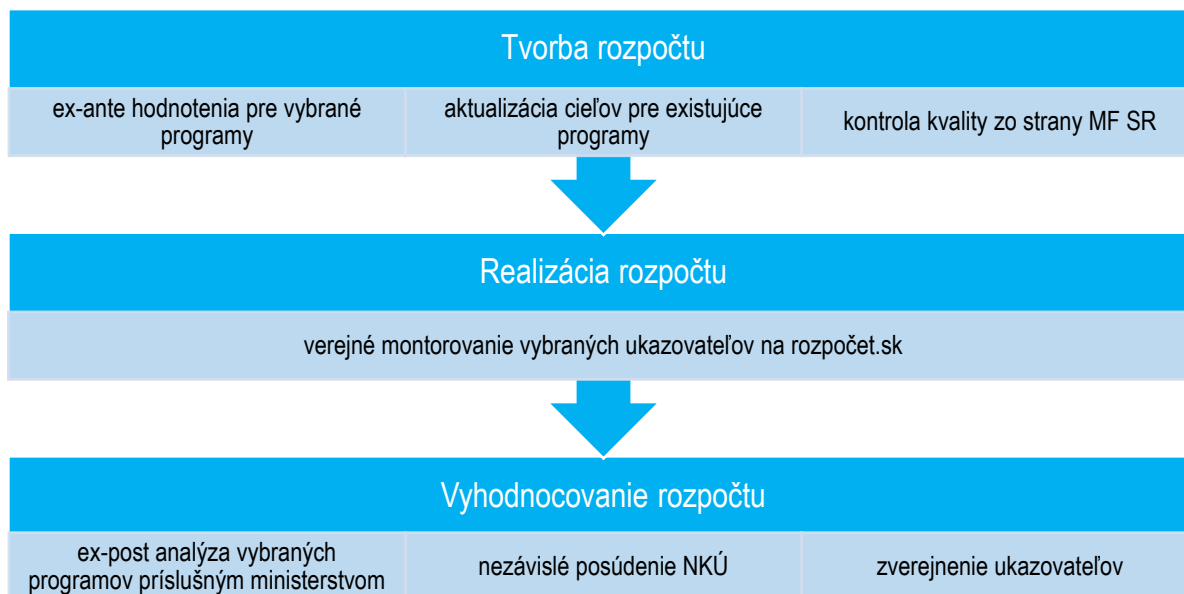 Tvorba rozpočtu
ex-ante hodnotenia pre vybrané
programy
aktualizácia cieľov pre existujúce
programy
kontrola kvality zo strany MF SR
Realizácia rozpočtu
verejné montorovanie vybraných ukazovateľov na rozpočet.sk
Vyhodnocovanie rozpočtu
ex-post analýza vybraných
programov príslušným ministerstvom
nezávislé posúdenie NKÚ
zverejnenie ukazovateľov